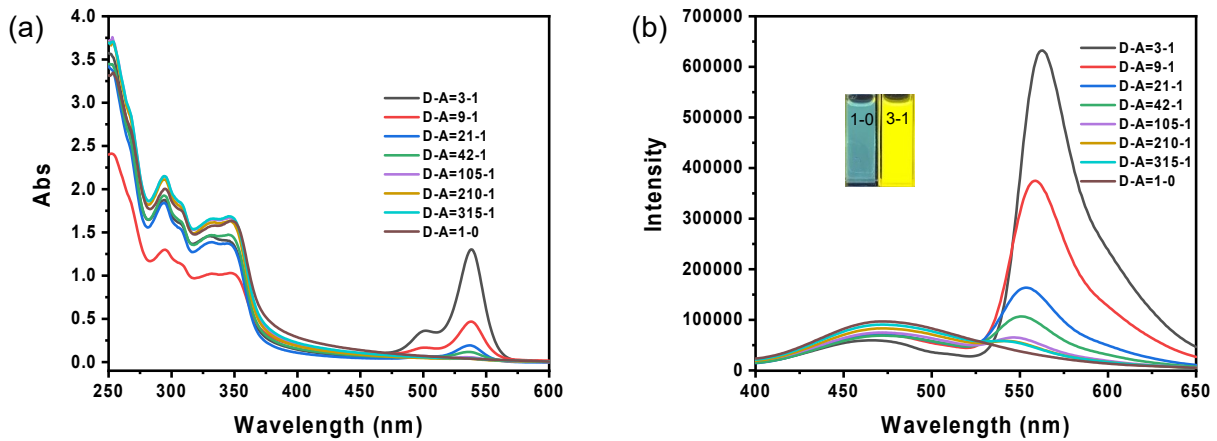 (a)
4.0
3.5
3.0
2.5
2.0
1.5
1.0
0.5
0.0
Abs
250 300 350 400 450 500 550 600
Wavelength (nm)
D-A=3-1
D-A=9-1
D-A=21-1
D-A=42-1
D-A=105-1
D-A=210-1
D-A=315-1
D-A=1-0
(b)
700000
600000
500000
400000
300000
200000
100000
0
Intensity
400 450 500 550 600 650
Wavelength (nm)
1-0 3-1
D-A=3-1
D-A=9-1
D-A=21-1
D-A=42-1
D-A=105-1
D-A=210-1
D-A=315-1
D-A=1-0